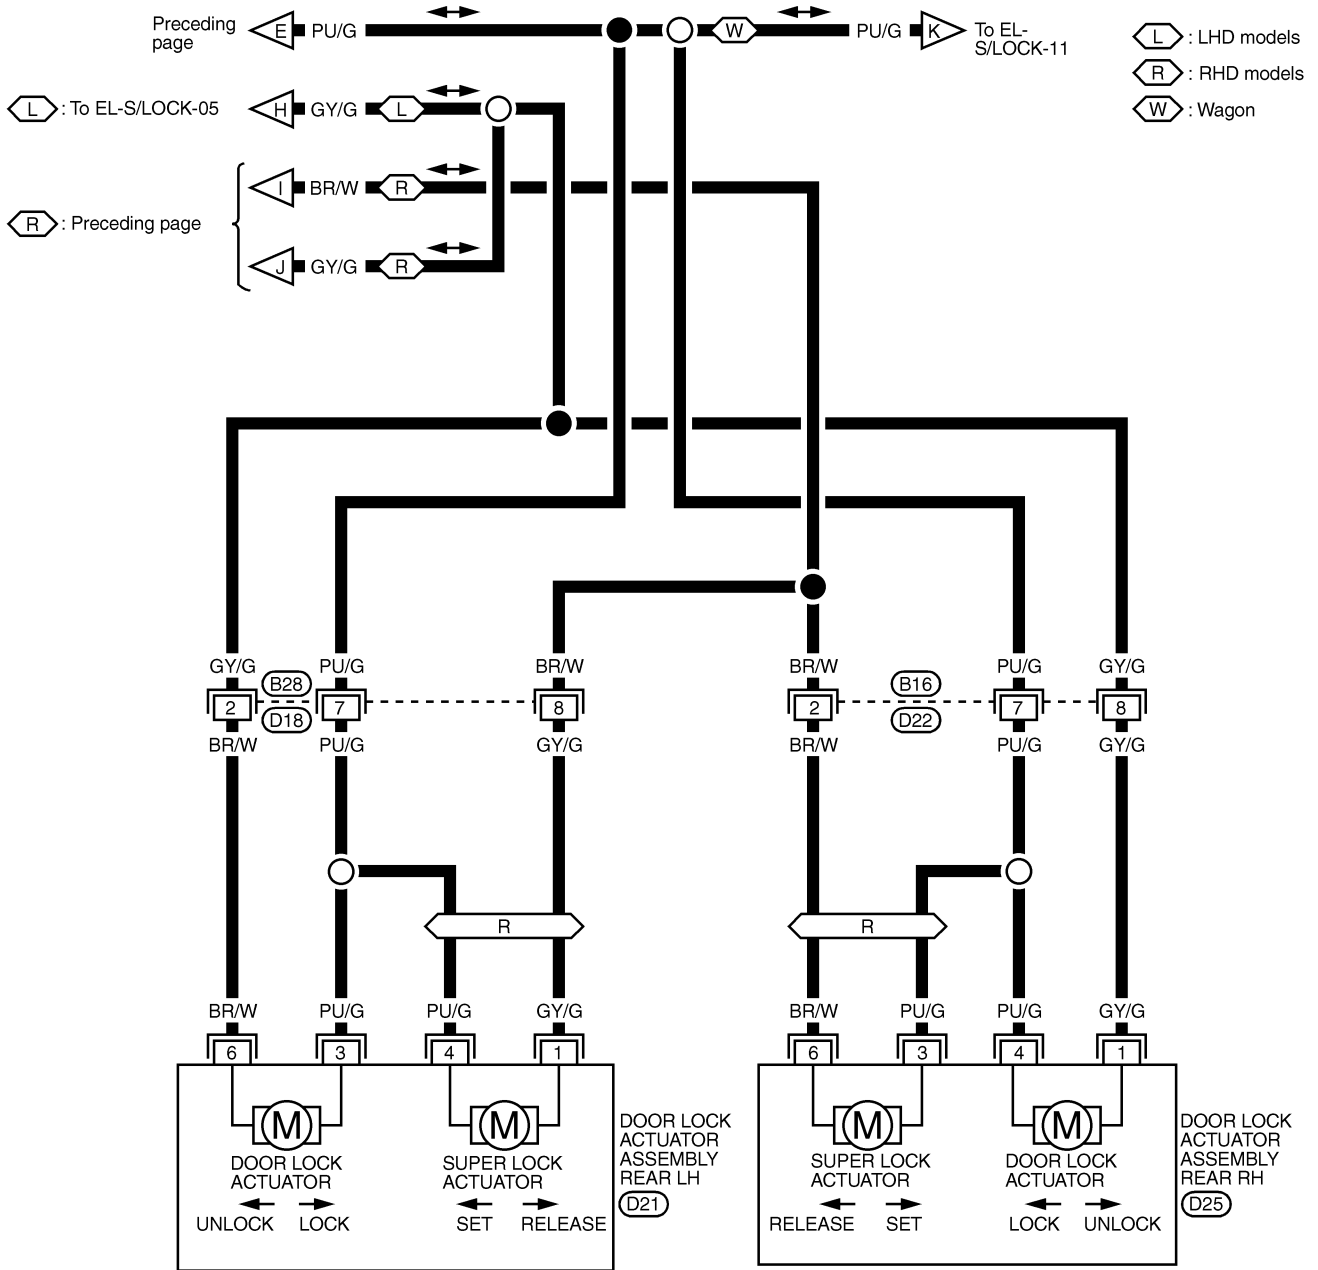 Preceding
page
E PU/G
W
PU/G K
To EL-
S/LOCK-11
L : LHD models
R : RHD models
W : Wagon
L : To EL-S/LOCK-05
H GY/G L
I BR/W R
R : Preceding page
J GY/G R
GY/G PU/G BR/W BR/W PU/G GY/G
B28 B16
2 7 8 2 7 8
D18 D22
BR/W PU/G GY/G BR/W PU/G GY/G
R R
BR/W PU/G PU/G GY/G BR/W PU/G PU/G GY/G
6 3 4 1 6 3 4 1
M M M M
DOOR LOCK
ACTUATOR
UNLOCK LOCK
SUPER LOCK
ACTUATOR
SET RELEASE
DOOR LOCK
ACTUATOR
ASSEMBLY
REAR LH
D21
SUPER LOCK
ACTUATOR
RELEASE SET
DOOR LOCK
ACTUATOR
LOCK UNLOCK
DOOR LOCK
ACTUATOR
ASSEMBLY
REAR RH
D25